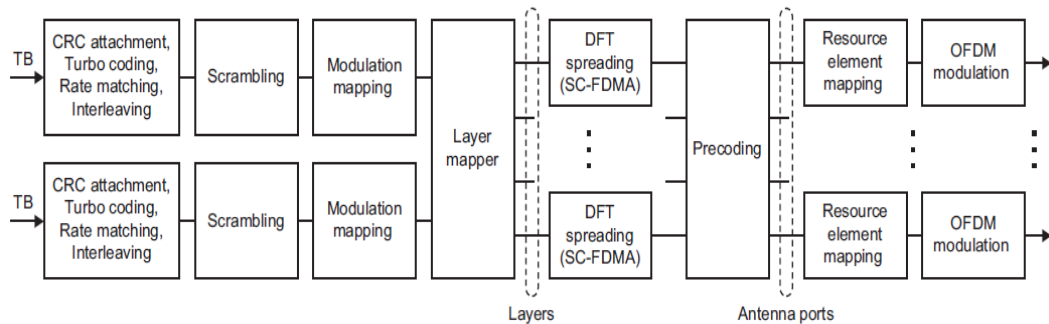 TB
CRC attachment,
Turbo coding,
Rate matching,
Interleaving
Scrambling
Modulation
mapping
Layer
mapper
DFT
spreading
(SC-FDMA)
Precoding
Resource
element
mapping
OFDM
modulation
TB
CRC attachment,
Turbo coding,
Rate matching,
Interleaving
Scrambling
Modulation
mapping
DFT
spreading
(SC-FDMA)
Resource
element
mapping
OFDM
modulation
Layers
Antenna ports